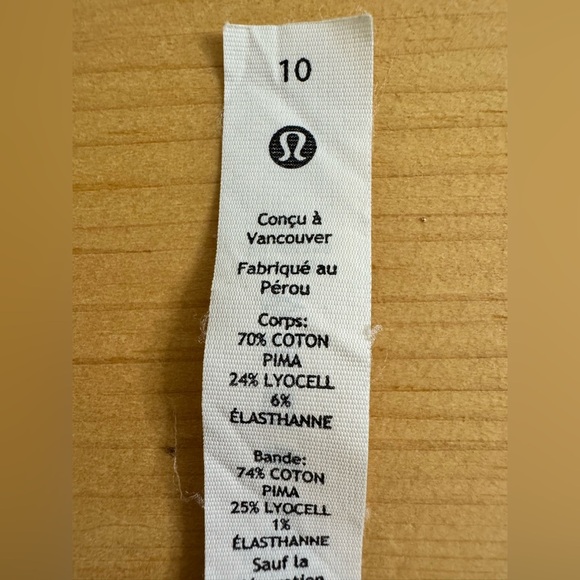 10
Conçu à
Vancouver
Fabriqué au
Pérou
Corps:
70% COTON
PIMA
24% LYOCELL
6%
ÉLASTHANNE
Bande:
74% COTON
PIMA
25% LYOCELL
1%
ÉLASTHANNE
Sauf la